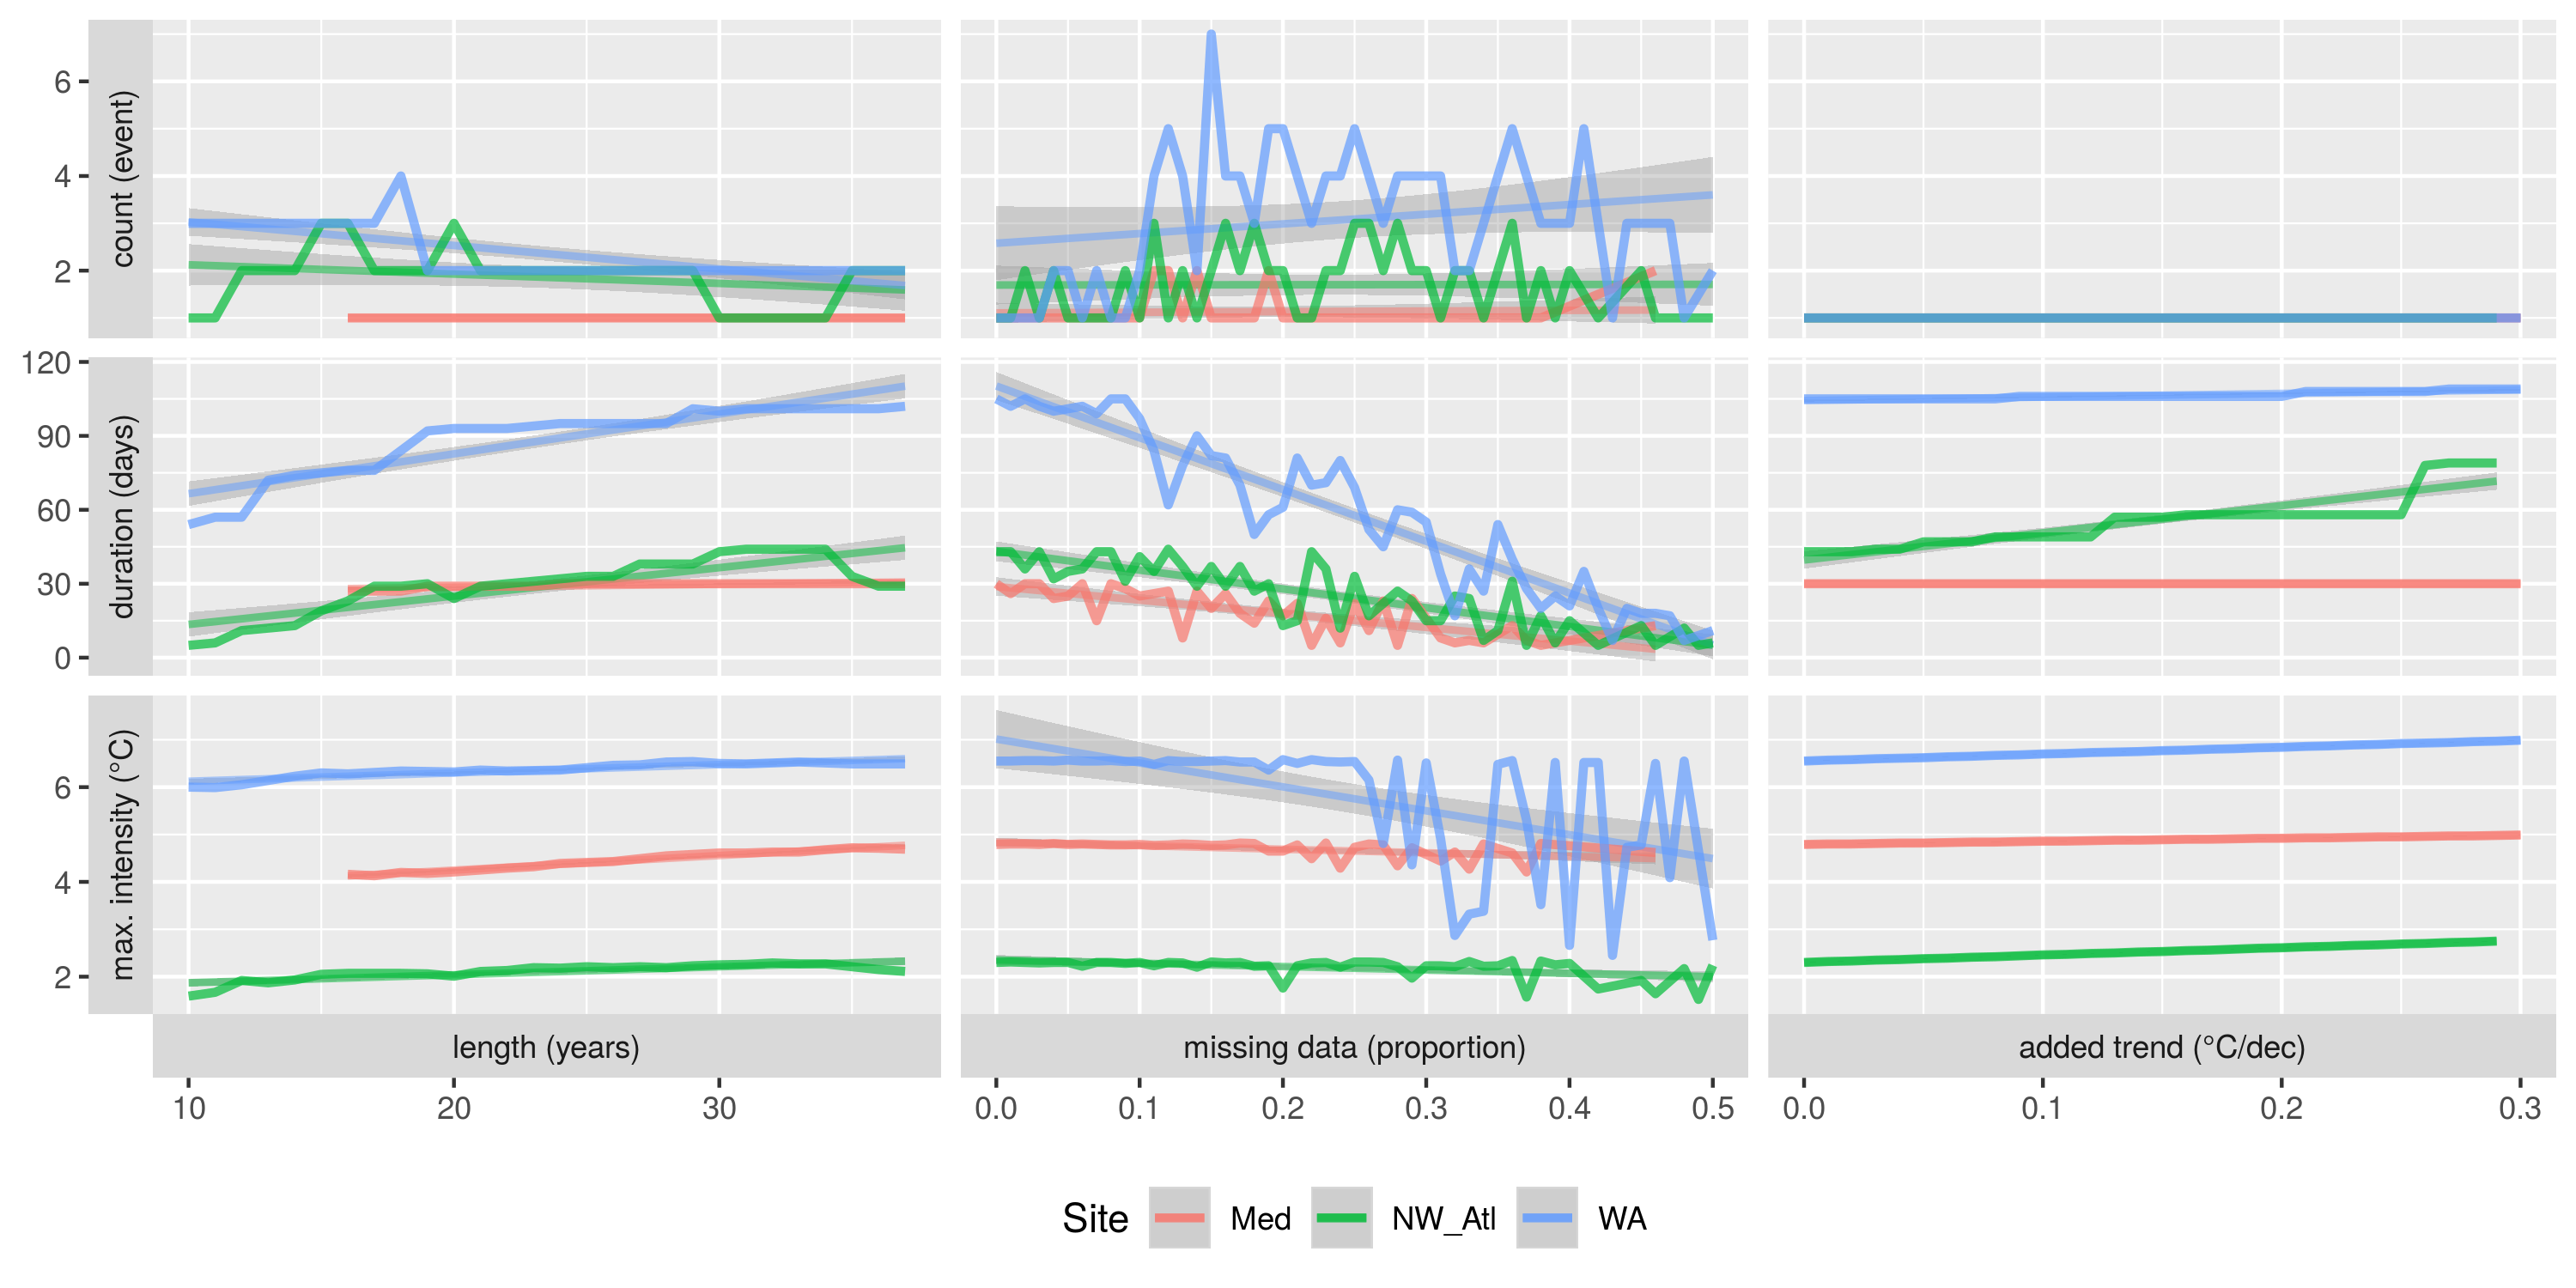 6
4
2
count (event)
120
90
60
30
0
duration (days)
6
4
2
max. intensity (°C)
length (years)
missing data (proportion)
added trend (°C/dec)
10 20 30
0.0 0.1 0.2 0.3 0.4 0.5
0.0 0.1 0.2 0.3
Site Med NW_Atl WA